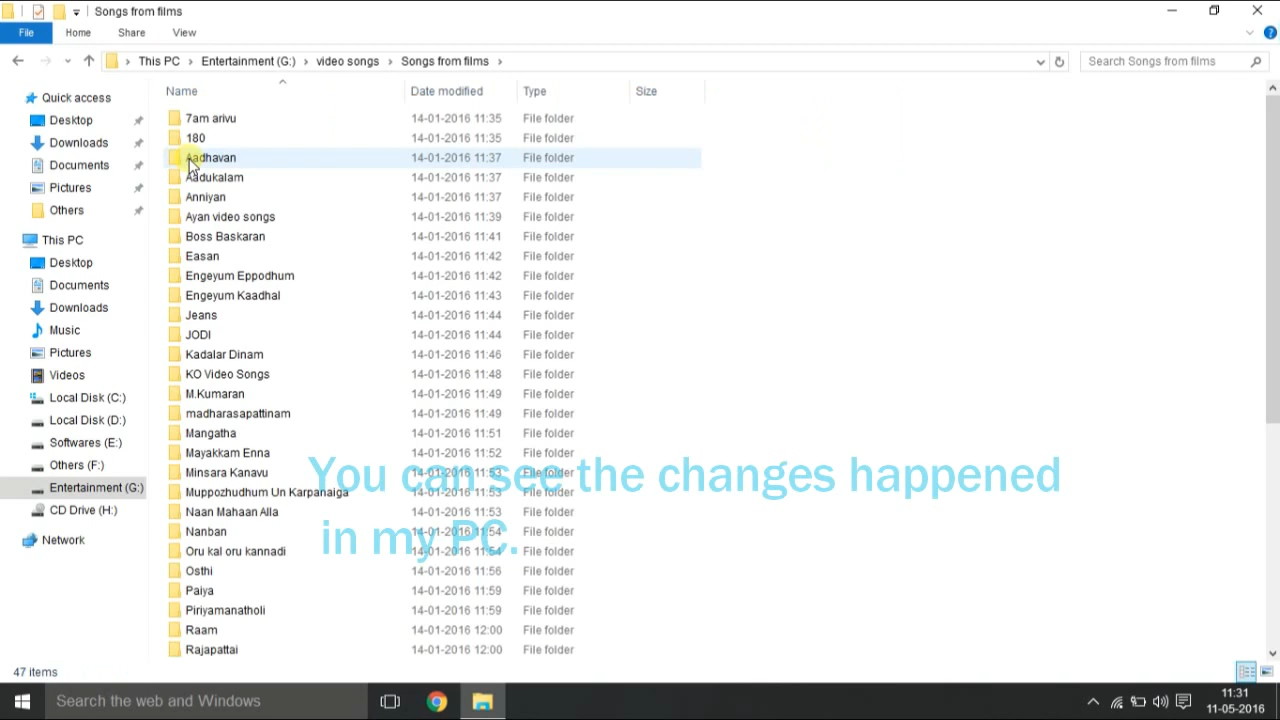 Songs from films
File Home Share View
This PC Entertainment (G:) video songs Songs from films Search Songs from films
Name Date modified Type Size
Quick access
Desktop
Downloads
Documents
Pictures
Others
This PC
Desktop
Documents
Downloads
Music
Pictures
Videos
Local Disk (C:)
Local Disk (D:)
Softwares (E:)
Others (F:)
Entertainment (G:)
CD Drive (H:)
Network
7am arivu 14-01-2016 11:35 File folder
180 14-01-2016 11:35 File folder
Aadhavan 14-01-2016 11:37 File folder
Aadukalam 14-01-2016 11:37 File folder
Anniyan 14-01-2016 11:37 File folder
Ayan video songs 14-01-2016 11:39 File folder
Boss Baskaran 14-01-2016 11:41 File folder
Easan 14-01-2016 11:42 File folder
Engeyum Eppodhum 14-01-2016 11:42 File folder
Engeyum Kaadhal 14-01-2016 11:43 File folder
Jeans 14-01-2016 11:44 File folder
JODI 14-01-2016 11:44 File folder
Kadalar Dinam 14-01-2016 11:46 File folder
KO Video Songs 14-01-2016 11:48 File folder
M.Kumaran 14-01-2016 11:49 File folder
madharasapattinam 14-01-2016 11:49 File folder
Mangatha 14-01-2016 11:51 File folder
Mayakkam Enna 14-01-2016 11:52 File folder
Minsara Kanavu 14-01-2016 11:53 File folder
Muppozhudhum Un Karpanaiga 14-01-2016 11:53 File folder
Naan Mahaan Alla 14-01-2016 11:53 File folder
Nanban 14-01-2016 11:54 File folder
Oru kal oru kannadi 14-01-2016 11:54 File folder
Osthi 14-01-2016 11:56 File folder
Paiya 14-01-2016 11:59 File folder
Piriyamanatholi 14-01-2016 11:59 File folder
Raam 14-01-2016 12:00 File folder
Rajapattai 14-01-2016 12:00 File folder
You can see the changes happened
in my PC.
47 items
Search the web and Windows
11:31
11-05-2016